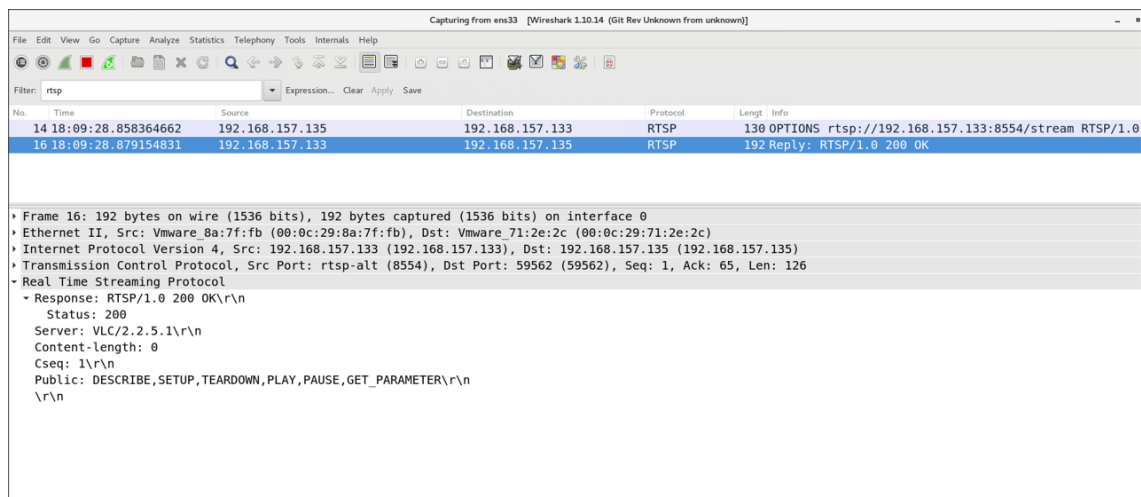 Capturing from ens33 [Wireshark 1.10.14 (Git Rev Unknown from unknown)]
File Edit View Go Capture Analyze Statistics Telephony Tools Internals Help
Filter: rtsp Expression... Clear Apply Save
No. Time Source Destination Protocol Lengt Info
14 18:09:28.858364662 192.168.157.135 192.168.157.133 RTSP 130 OPTIONS rtsp://192.168.157.133:8554/stream RTSP/1.0
16 18:09:28.879154831 192.168.157.133 192.168.157.135 RTSP 192 Reply: RTSP/1.0 200 OK
Frame 16: 192 bytes on wire (1536 bits), 192 bytes captured (1536 bits) on interface 0
Ethernet II, Src: Vmware_8a:7f:fb (00:0c:29:8a:7f:fb), Dst: Vmware_71:2e:2c (00:0c:29:71:2e:2c)
Internet Protocol Version 4, Src: 192.168.157.133 (192.168.157.133), Dst: 192.168.157.135 (192.168.157.135)
Transmission Control Protocol, Src Port: rtsp-alt (8554), Dst Port: 59562 (59562), Seq: 1, Ack: 65, Len: 126
Real Time Streaming Protocol
Response: RTSP/1.0 200 OK\r\n
Status: 200
Server: VLC/2.2.5.1\r\n
Content-length: 0
Cseq: 1\r\n
Public: DESCRIBE,SETUP,TEARDOWN,PLAY,PAUSE,GET_PARAMETER\r\n
\r\n